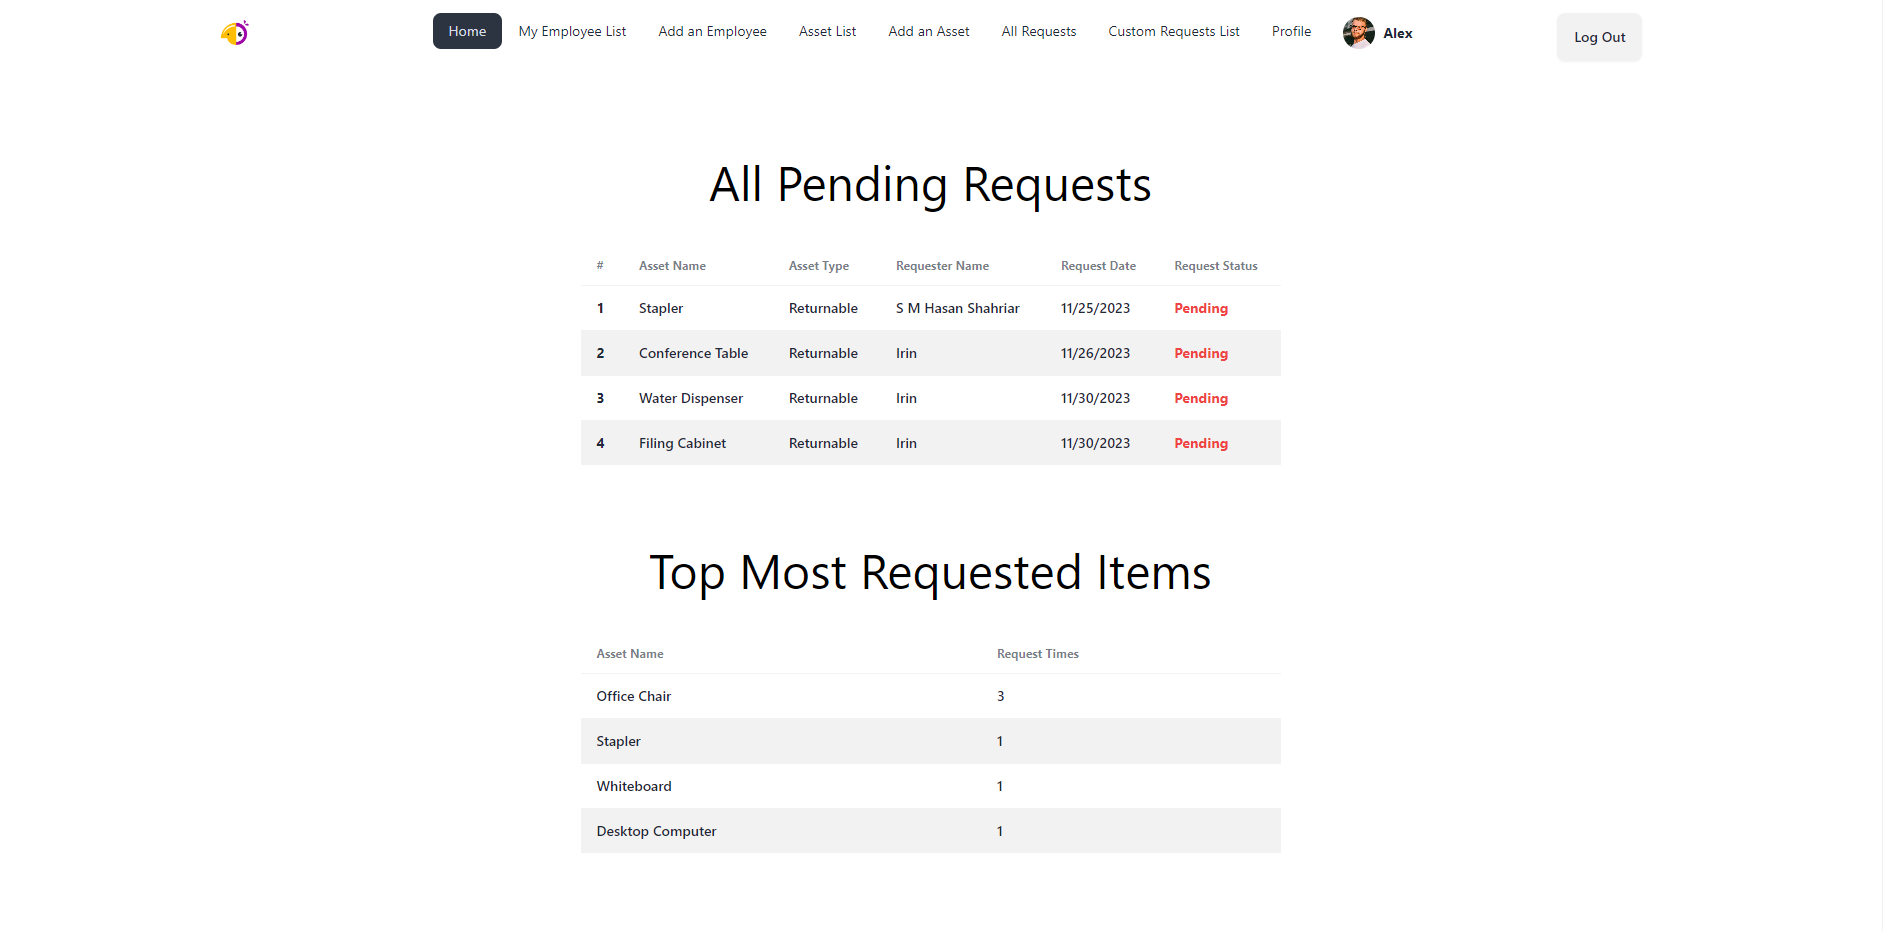 Home My Employee List Add an Employee Asset List Add an Asset All Requests Custom Requests List Profile Alex Log Out
All Pending Requests
# Asset Name Asset Type Requester Name Request Date Request Status
1 Stapler Returnable S M Hasan Shahriar 11/25/2023 Pending
2 Conference Table Returnable Irin 11/26/2023 Pending
3 Water Dispenser Returnable Irin 11/30/2023 Pending
4 Filing Cabinet Returnable Irin 11/30/2023 Pending
Top Most Requested Items
Asset Name Request Times
Office Chair 3
Stapler 1
Whiteboard 1
Desktop Computer 1